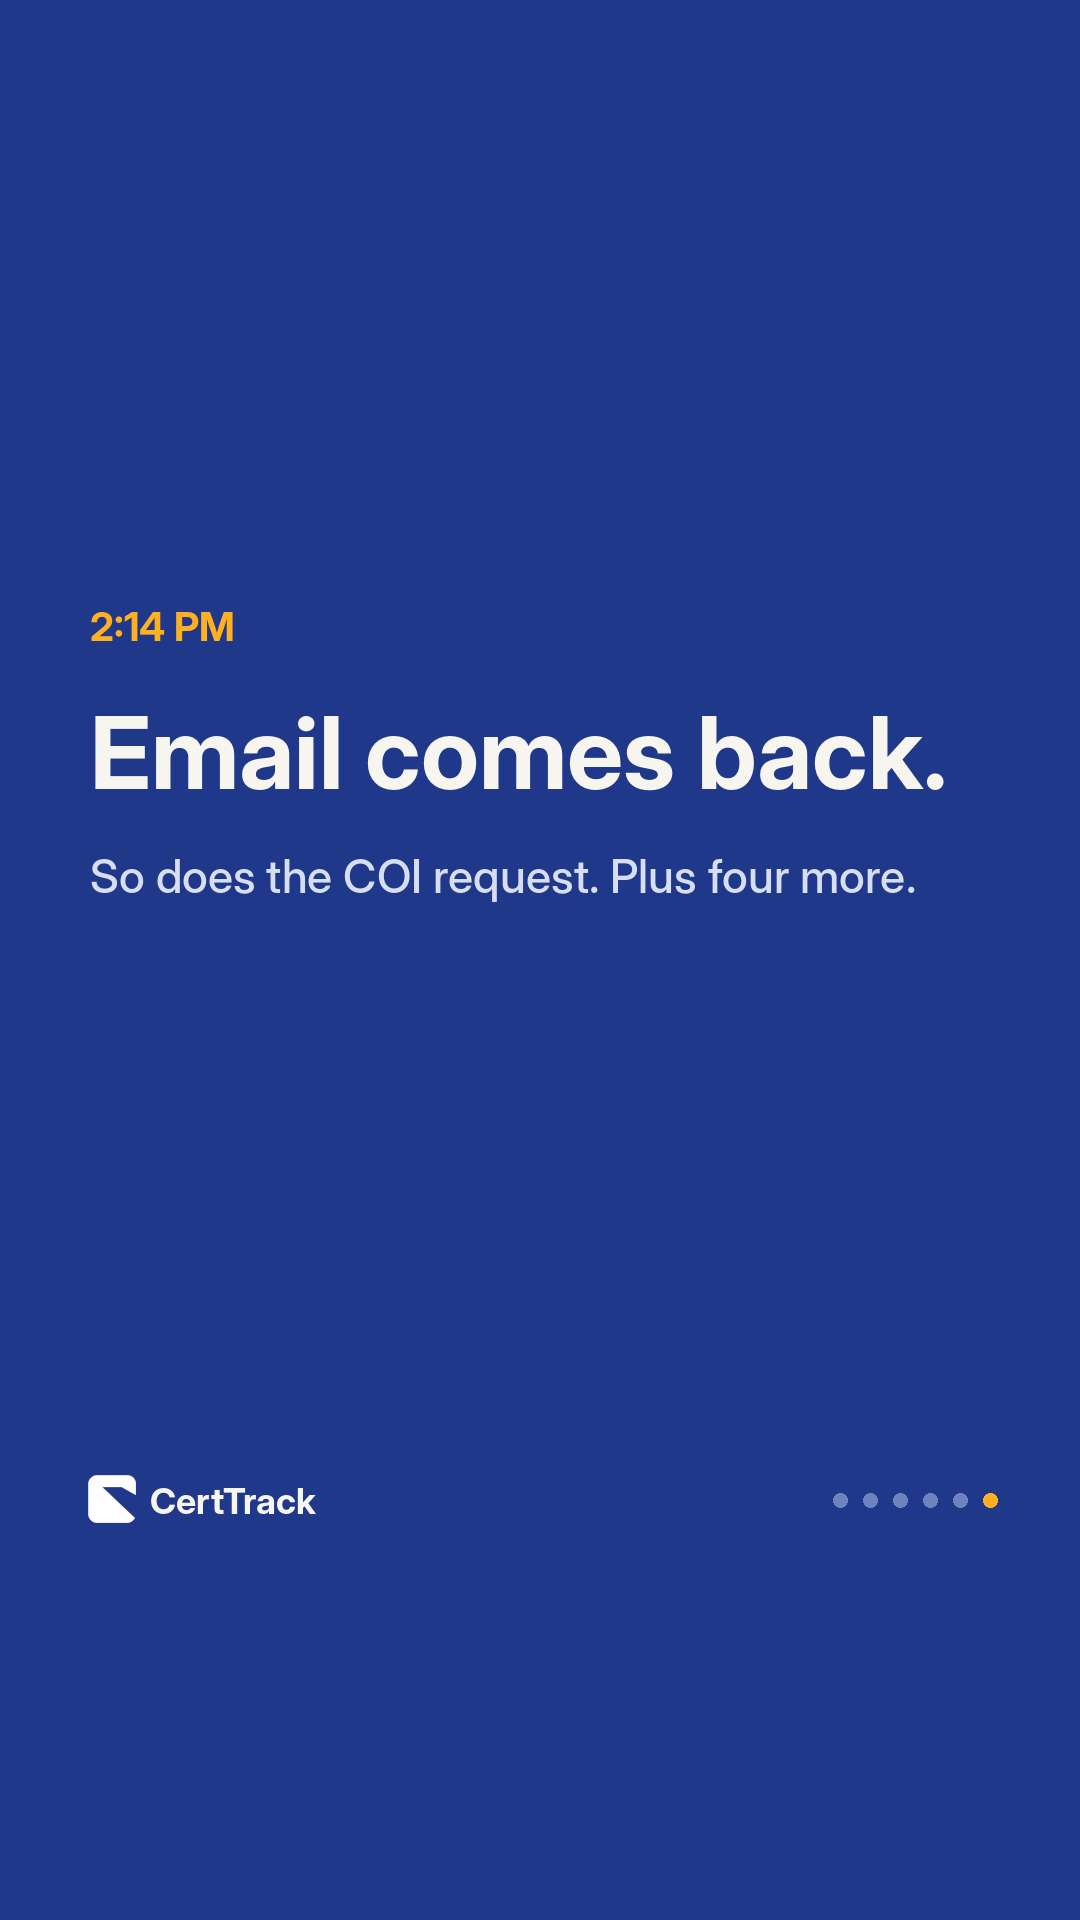 2:14 PM
Email comes back.
So does the COI request. Plus four more.
CertTrack